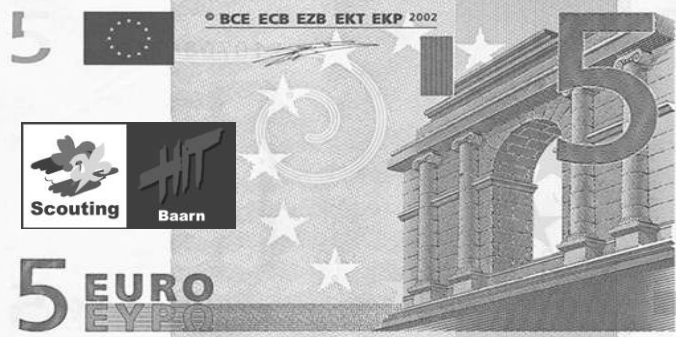 5
© BCE ECB EZB EKT EKP 2002
5
HiT
Scouting
Baarn
5 EURO
ΕΥΡΩ